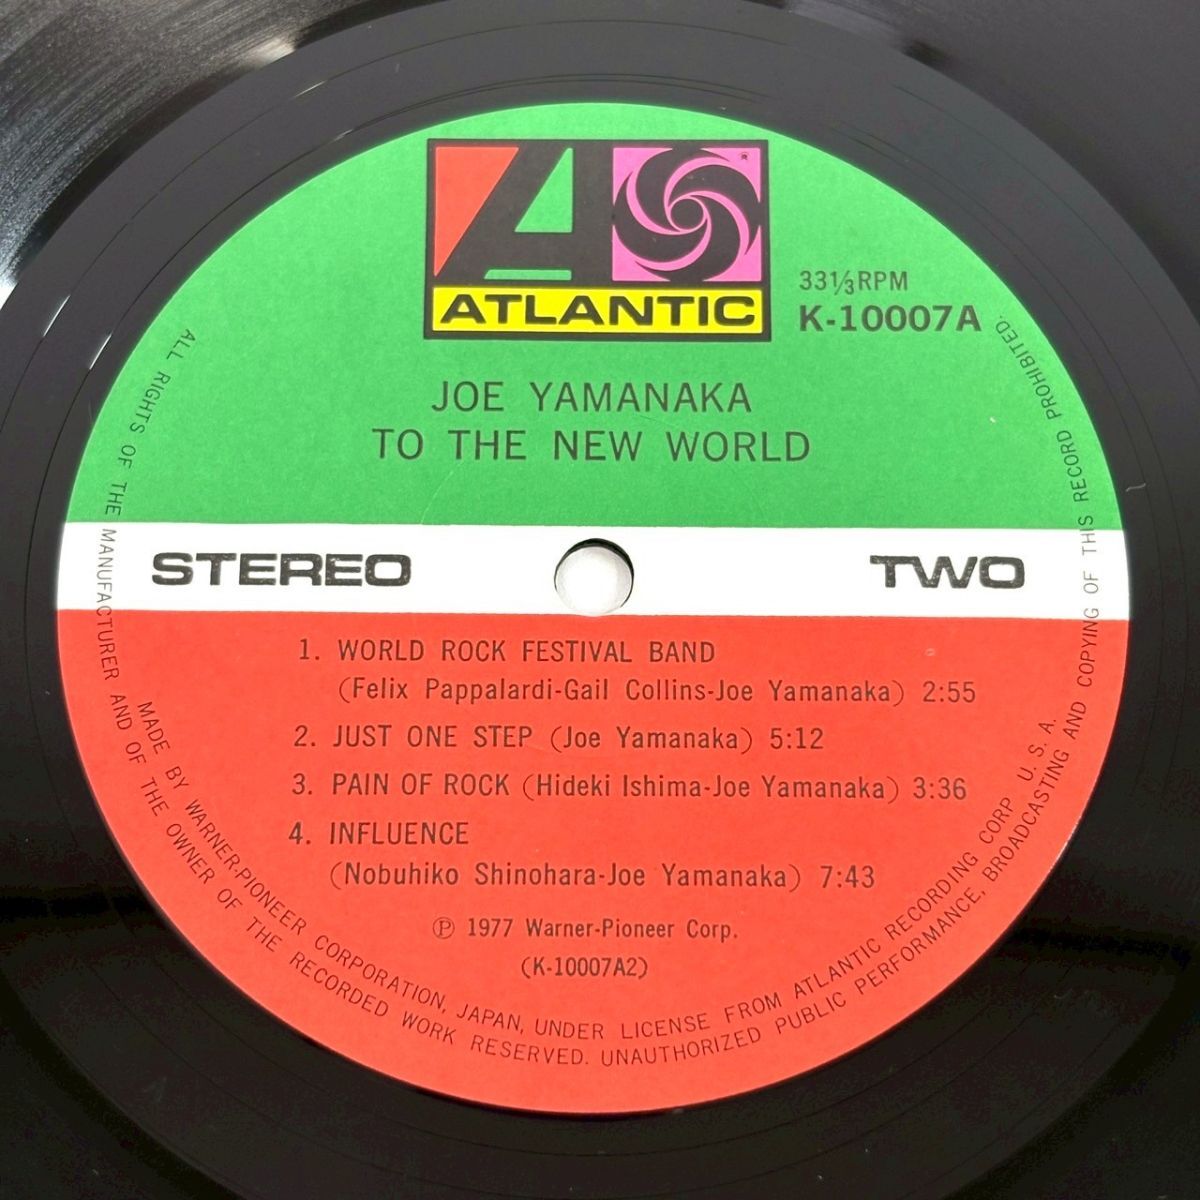 A
®
ATLANTIC
33⅓RPM
K-10007A
JOE YAMANAKA
TO THE NEW WORLD
STEREO
TWO
1. WORLD ROCK FESTIVAL BAND
(Felix Pappalardi-Gail Collins-Joe Yamanaka) 2:55
2. JUST ONE STEP (Joe Yamanaka) 5:12
3. PAIN OF ROCK (Hideki Ishima-Joe Yamanaka) 3:36
4. INFLUENCE
(Nobuhiko Shinohara-Joe Yamanaka) 7:43
℗ 1977 Warner-Pioneer Corp.
(K-10007A2)
MADE BY WARNER-PIONEER CORPORATION, JAPAN, UNDER LICENSE FROM ATLANTIC RECORDING CORP U. S. A.
ALL RIGHTS OF THE MANUFACTURER AND OF THE OWNER OF THE RECORDED WORK RESERVED. UNAUTHORIZED PUBLIC PERFORMANCE, BROADCASTING AND COPYING OF THIS RECORD PROHIBITED.